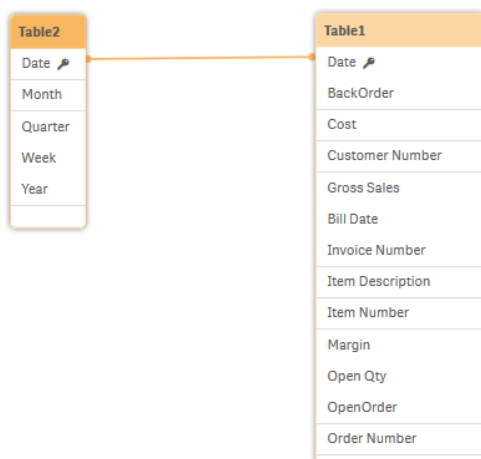 Table2
Date
Month
Quarter
Week
Year
Table1
Date
BackOrder
Cost
Customer Number
Gross Sales
Bill Date
Invoice Number
Item Description
Item Number
Margin
Open Qty
OpenOrder
Order Number